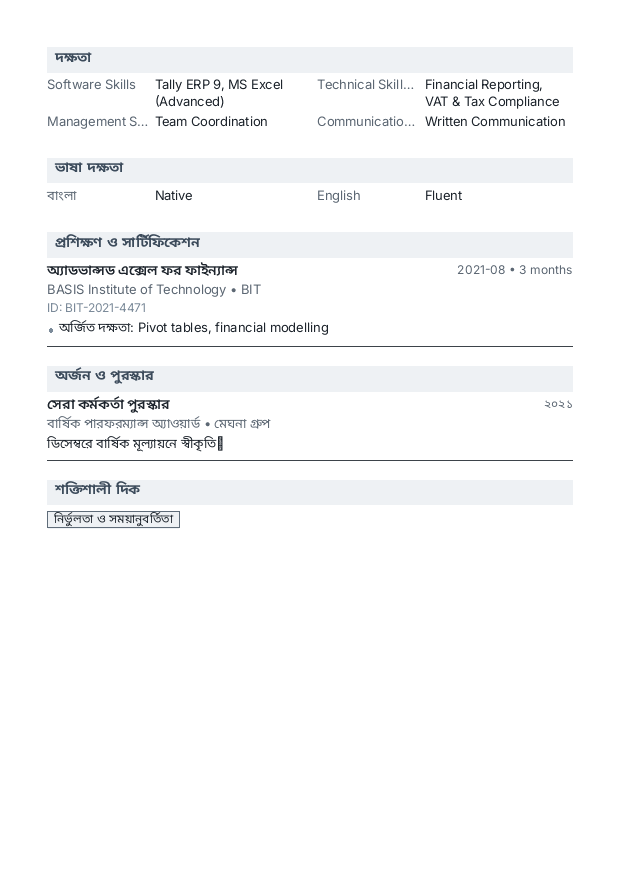 দক্ষতা
Software Skills Tally ERP 9, MS Excel (Advanced) Technical Skill... Financial Reporting, VAT & Tax Compliance
Management S... Team Coordination Communicatio... Written Communication
ভাষা দক্ষতা
বাংলা Native English Fluent
প্রশিক্ষণ ও সার্টিফিকেশন
অ্যাডভান্সড এক্সেল ফর ফাইন্যান্স 2021-08 • 3 months
BASIS Institute of Technology • BIT
ID: BIT-2021-4471
• অর্জিত দক্ষতা: Pivot tables, financial modelling
অর্জন ও পুরস্কার
সেরা কর্মকর্তা পুরস্কার ২০২১
বার্ষিক পারফরম্যান্স অ্যাওয়ার্ড • মেঘনা গ্রুপ
ডিসেম্বরে বার্ষিক মূল্যায়নে স্বীকৃতি
শক্তিশালী দিক
নির্ভুলতা ও সময়ানুবর্তিতা